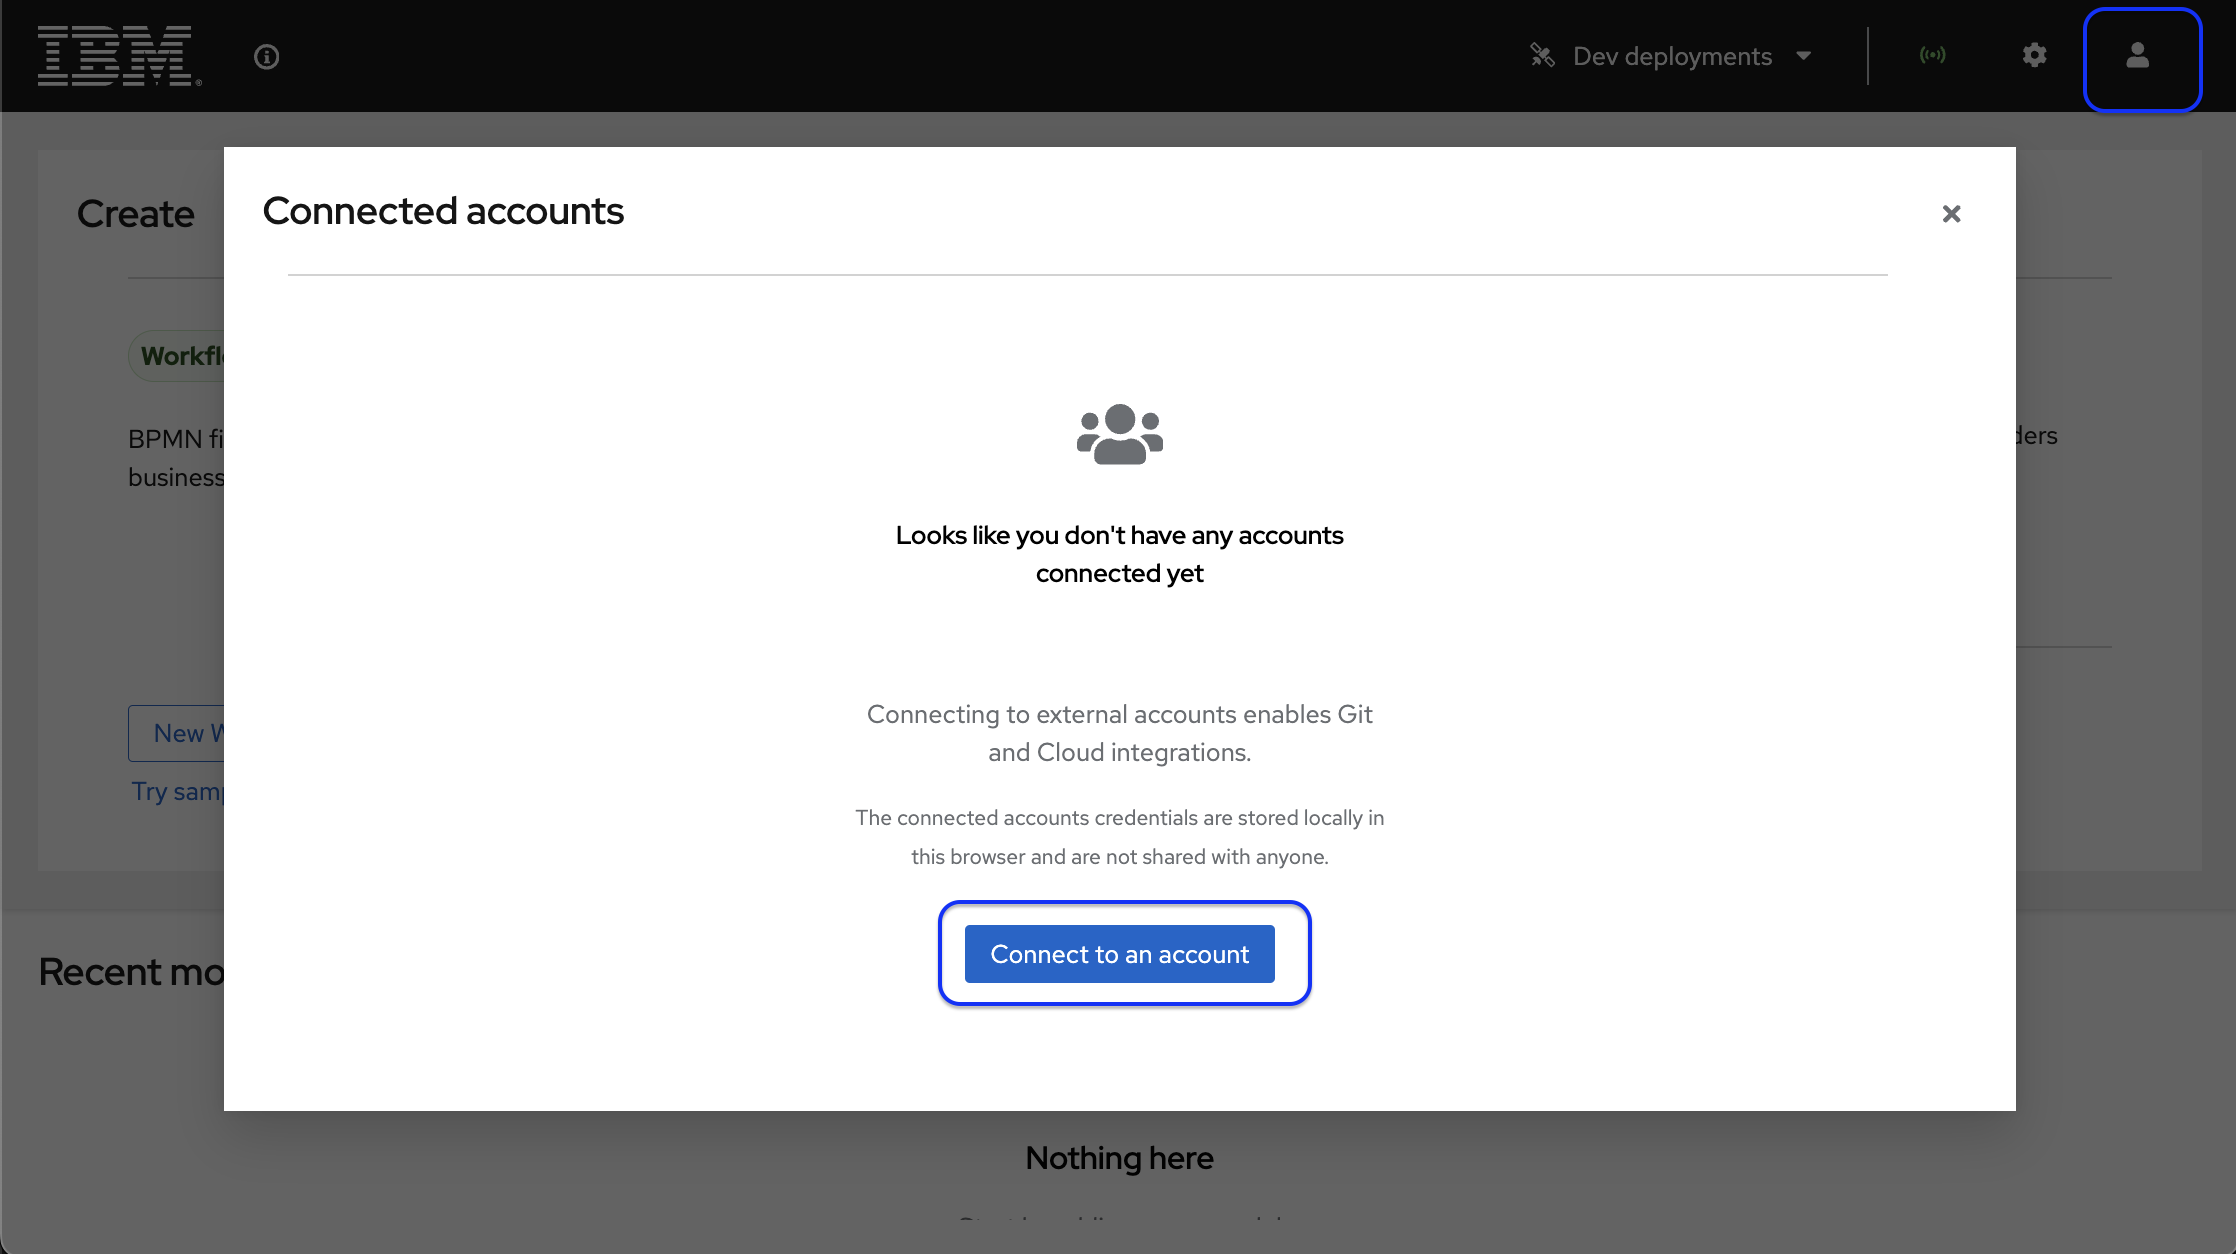 IBM
Dev deployments
Create
Connected accounts
Workfl
BPMN fi
business
ders
Looks like you don't have any accounts
connected yet
Connecting to external accounts enables Git
and Cloud integrations.
New W
Try samp
The connected accounts credentials are stored locally in
this browser and are not shared with anyone.
Connect to an account
Recent mo
Nothing here